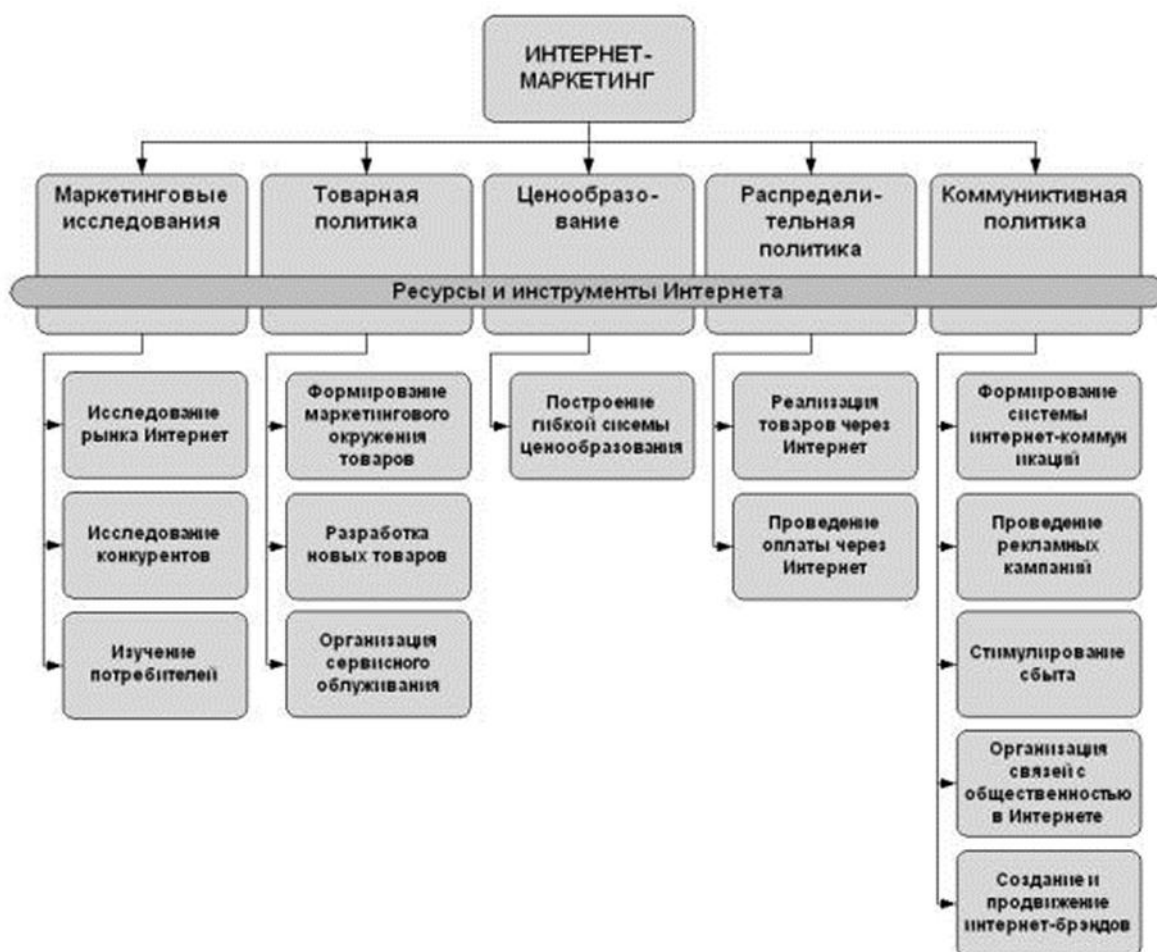 ИНТЕРНЕТ-
МАРКЕТИНГ
Маркетинговые
исследования
Товарная
политика
Ценообразо-
вание
Распредели-
тельная
политика
Коммуниктивная
политика
Ресурсы и инструменты Интернета
Исследование
рынка Интернет
Исследование
конкурентов
Изучение
потребителей
Формирование
маркетингового
окружения
товаров
Разработка
новых товаров
Организация
сервисного
облуживания
Построение
гибкой сисемы
ценообразования
Реализация
товаров через
Интернет
Проведение
оплаты через
Интернет
Формирование
системы
интернет-коммун
икаций
Проведение
рекламных
кампаний
Стимулирование
сбыта
Организация
связей с
общественностью
в Интернете
Создание и
продвижение
интернет-брэндов